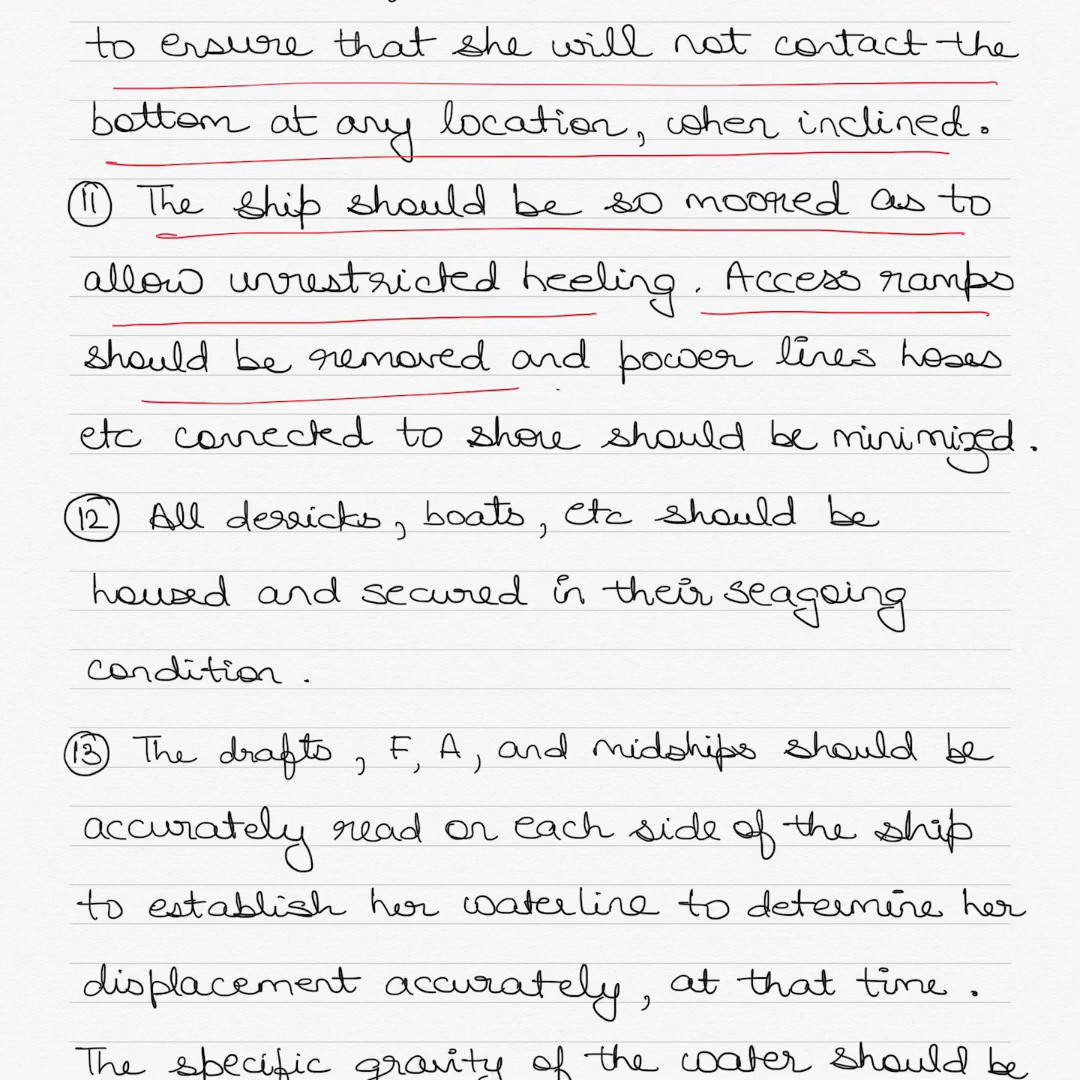 to ensure that she will not contact the
bottom at any location, when inclined.
⑪ The ship should be so moored as to
allow unrestricted heeling. Access ramps
should be removed and power lines hoses
etc connected to shore should be minimized.
⑫ All derricks, boats, etc should be
housed and secured in their seagoing
condition.
⑬ The drafts, F, A, and midships should be
accurately read on each side of the ship
to establish her waterline to determine her
displacement accurately, at that time.
The specific gravity of the water should be